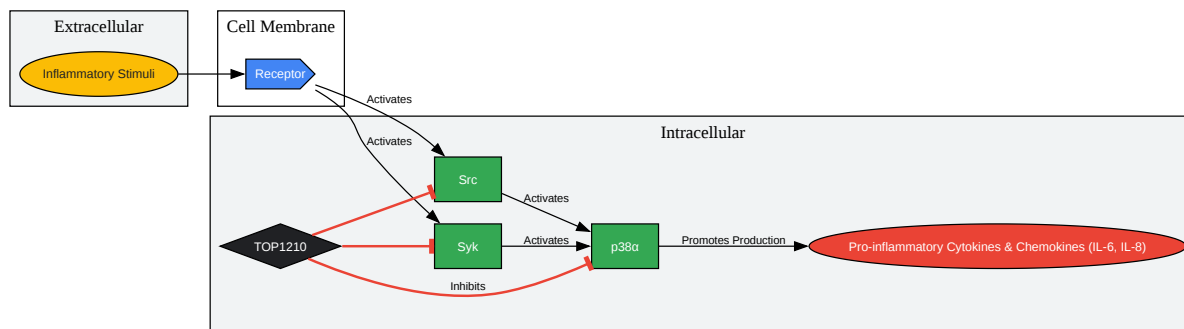 Extracellular
Cell Membrane
Inflammatory Stimuli
Receptor
Activates
Intracellular
Activates
Src
Activates
TOP1210
Syk
Activates
p38α
Promotes Production
Pro-inflammatory Cytokines & Chemokines (IL-6, IL-8)
Inhibits